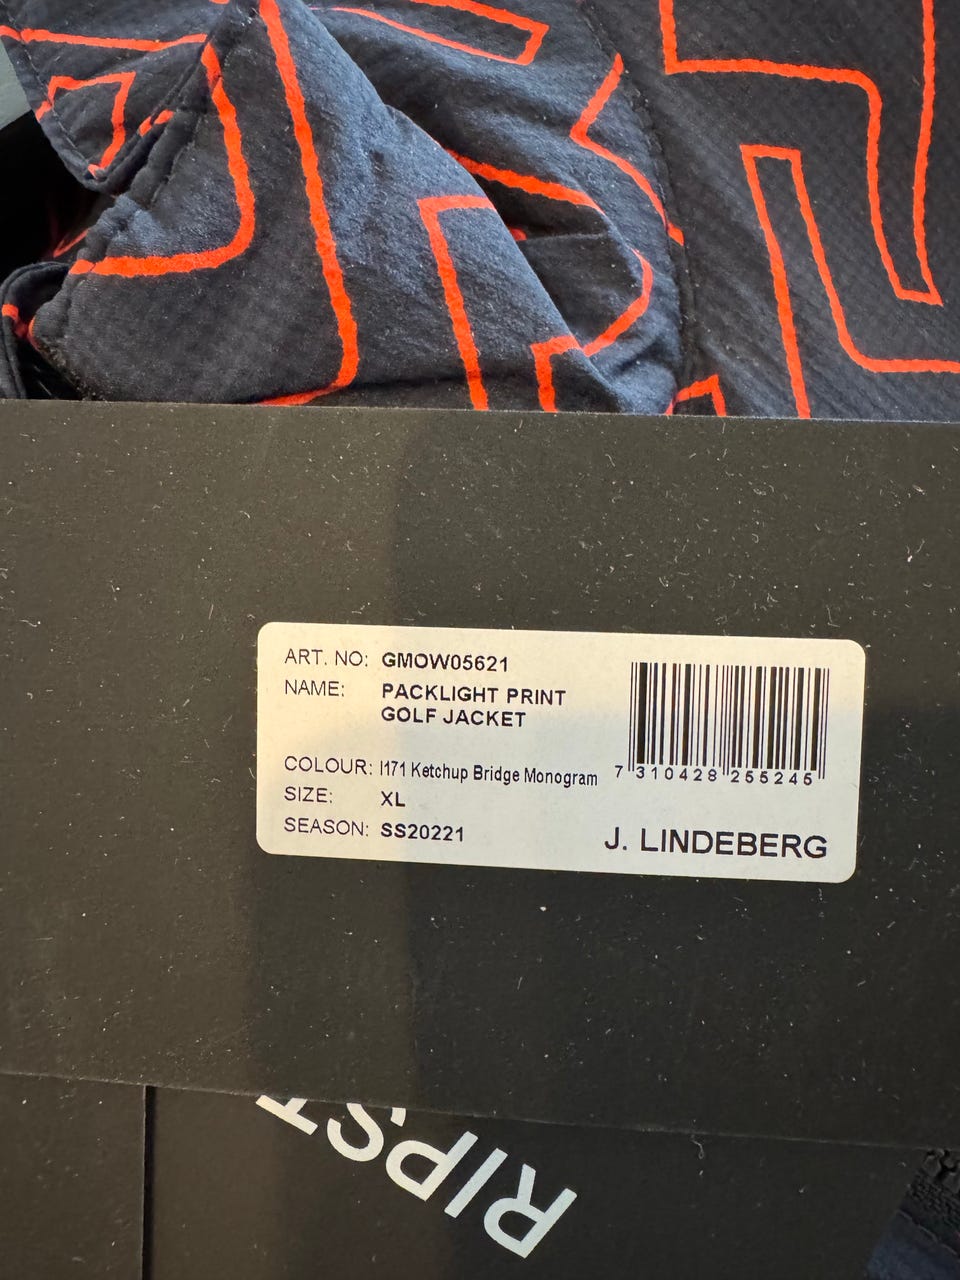 ART. NO: GMOW05621
NAME: PACKLIGHT PRINT
GOLF JACKET
COLOUR: I171 Ketchup Bridge Monogram
SIZE: XL
SEASON: SS20221
7 310428 255245
J. LINDEBERG
RIPST